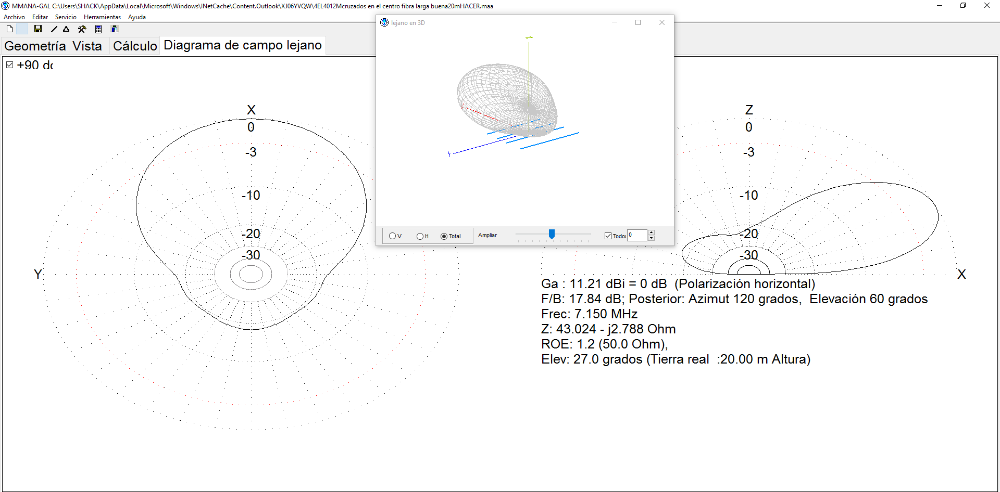 MMANA-GAL C:\Users\SHACK\AppData\Local\Microsoft\Windows\INetCache\Content.Outlook\XJ06YVQW\4EL4012Mcruzados en el centro fibra larga buena20mHACER.maa
Archivo Editar Servicio Herramientas Ayuda
Geometría Vista Cálculo Diagrama de campo lejano
+90
X
0
-3
-10
-20
-30
Y
lejano en 3D
Y
V H Total Ampliar Todos 0
Z
0
-3
-10
-20
-30
X
Ga : 11.21 dBi = 0 dB (Polarización horizontal)
F/B: 17.84 dB; Posterior: Azimut 120 grados, Elevación 60 grados
Frec: 7.150 MHz
Z: 43.024 - j2.788 Ohm
ROE: 1.2 (50.0 Ohm),
Elev: 27.0 grados (Tierra real :20.00 m Altura)